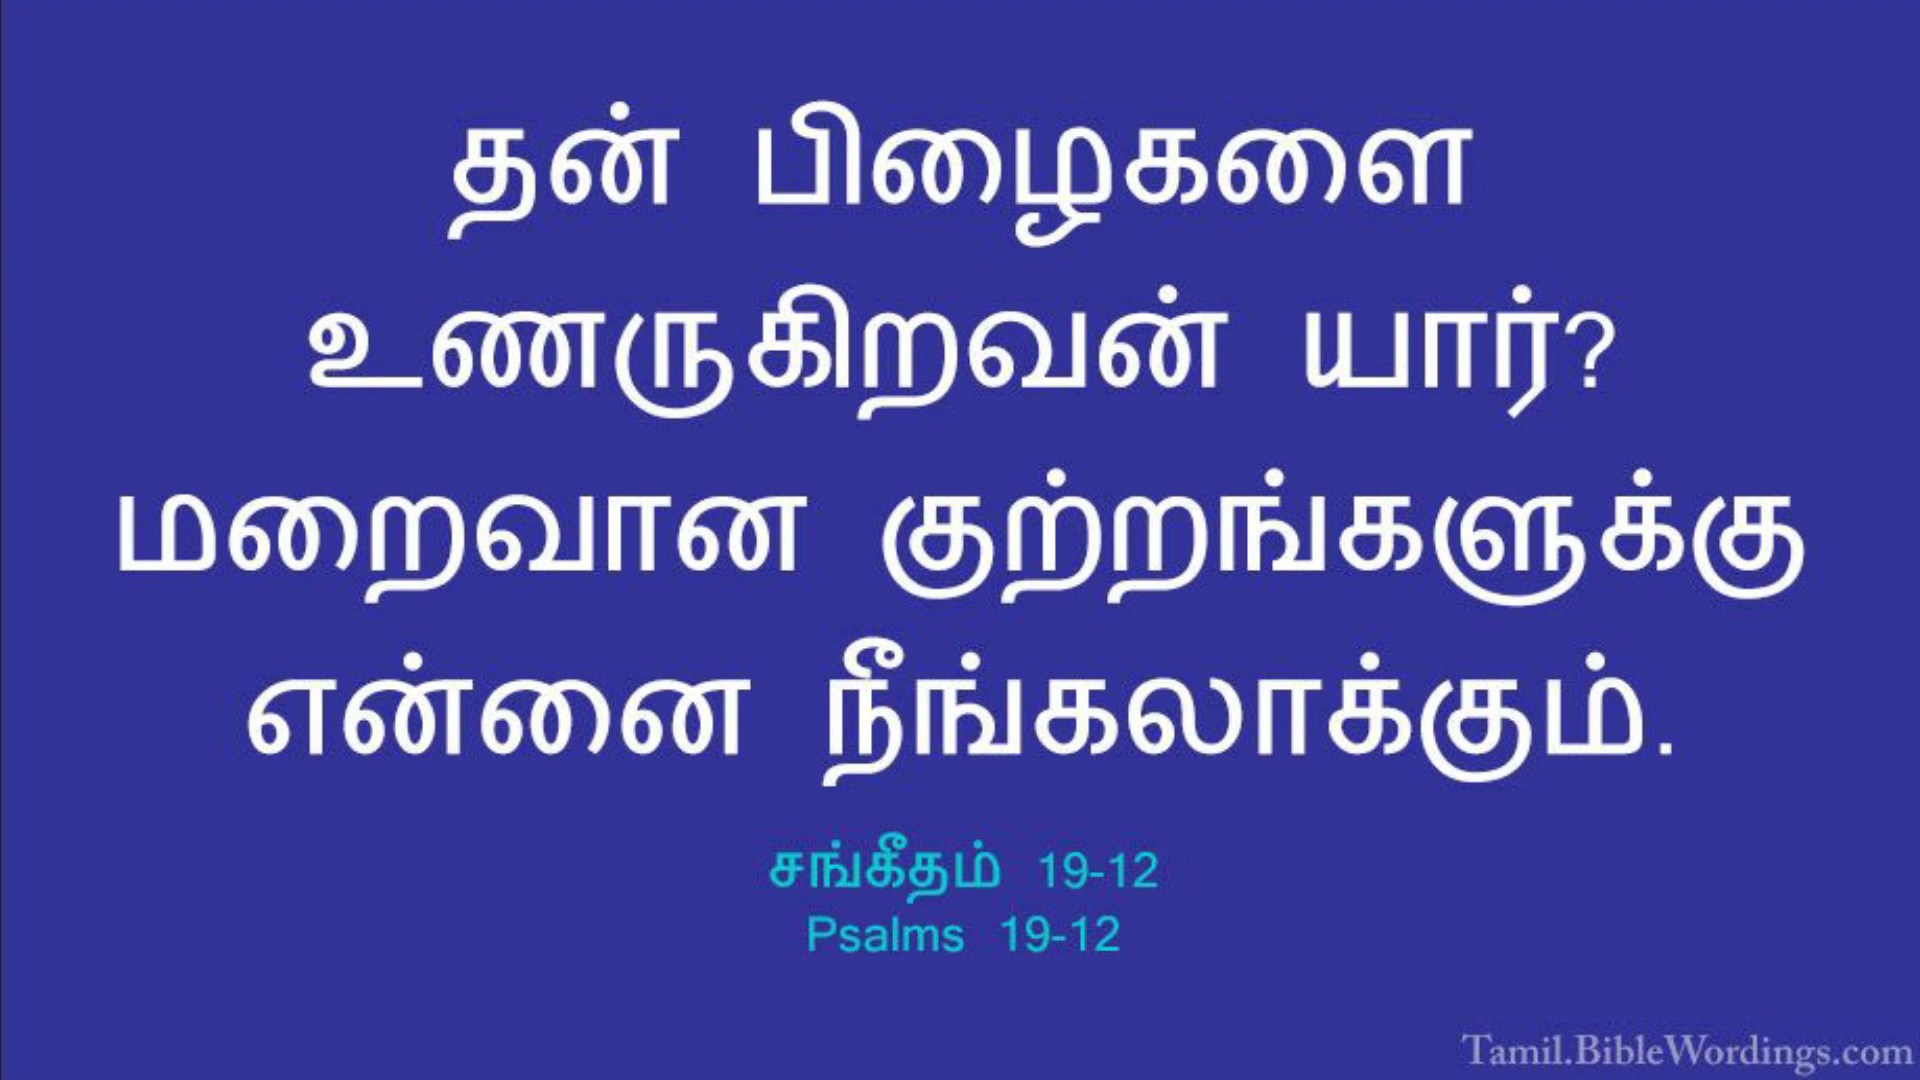 தன் பிழைகளை
உணருகிறவன் யார்?
மறைவான குற்றங்களுக்கு
என்னை நீங்கலாக்கும்.
சங்கீதம் 19-12
Psalms 19-12
Tamil.BibleWordings.com